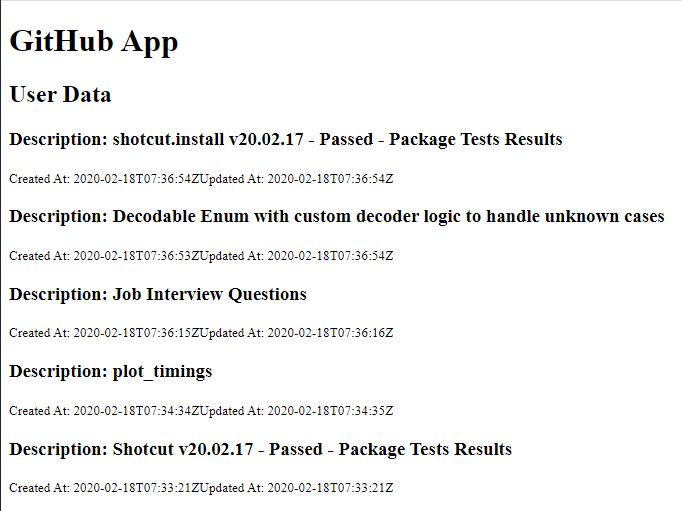 GitHub App
User Data
Description: shotcut.install v20.02.17 - Passed - Package Tests Results
Created At: 2020-02-18T07:36:54ZUpdated At: 2020-02-18T07:36:54Z
Description: Decodable Enum with custom decoder logic to handle unknown cases
Created At: 2020-02-18T07:36:53ZUpdated At: 2020-02-18T07:36:54Z
Description: Job Interview Questions
Created At: 2020-02-18T07:36:15ZUpdated At: 2020-02-18T07:36:16Z
Description: plot_timings
Created At: 2020-02-18T07:34:34ZUpdated At: 2020-02-18T07:34:35Z
Description: Shotcut v20.02.17 - Passed - Package Tests Results
Created At: 2020-02-18T07:33:21ZUpdated At: 2020-02-18T07:33:21Z